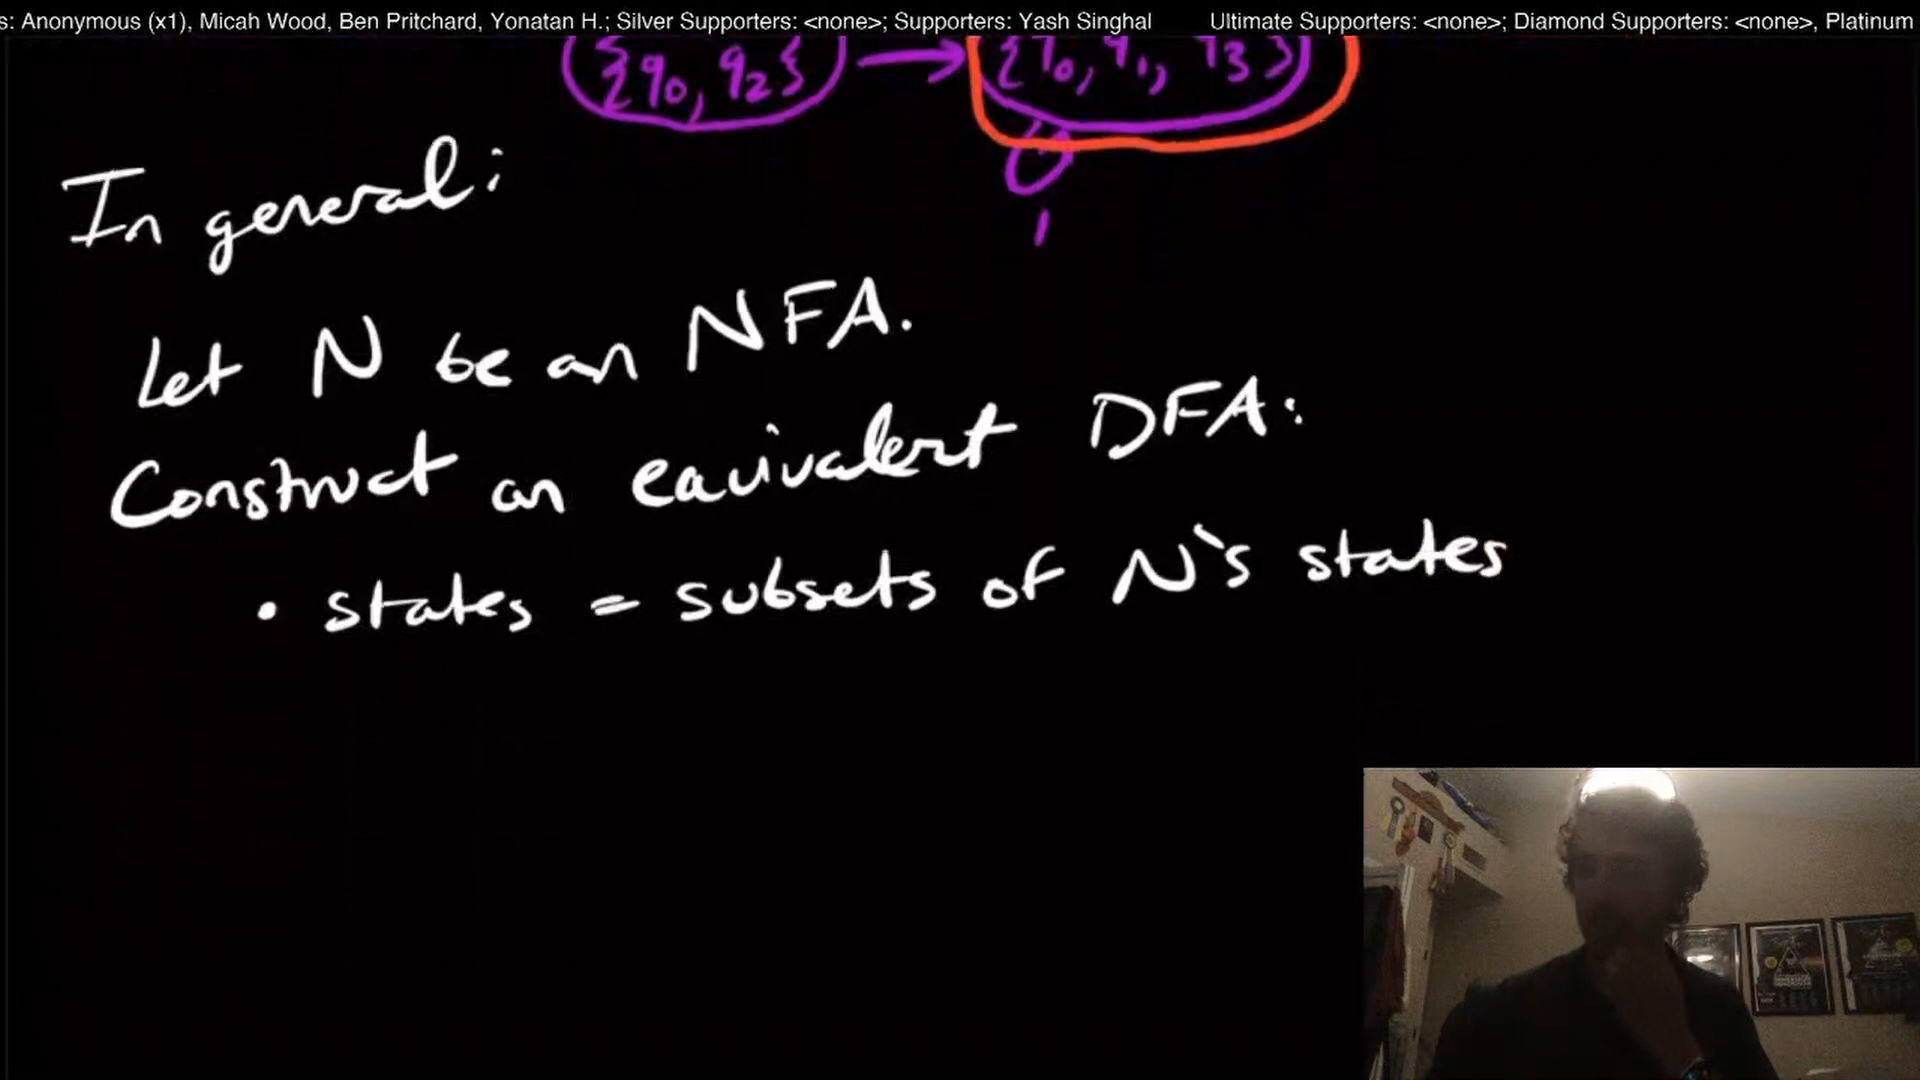 s: Anonymous (x1), Micah Wood, Ben Pritchard, Yonatan H.; Silver Supporters: <none>; Supporters: Yash Singhal Ultimate Supporters: <none>; Diamond Supporters: <none>, Platinum
{q0, q2} → {q0, q1, q3}
1
In general:
Let N be an NFA.
Construct an equivalent DFA:
• states = subsets of N's states